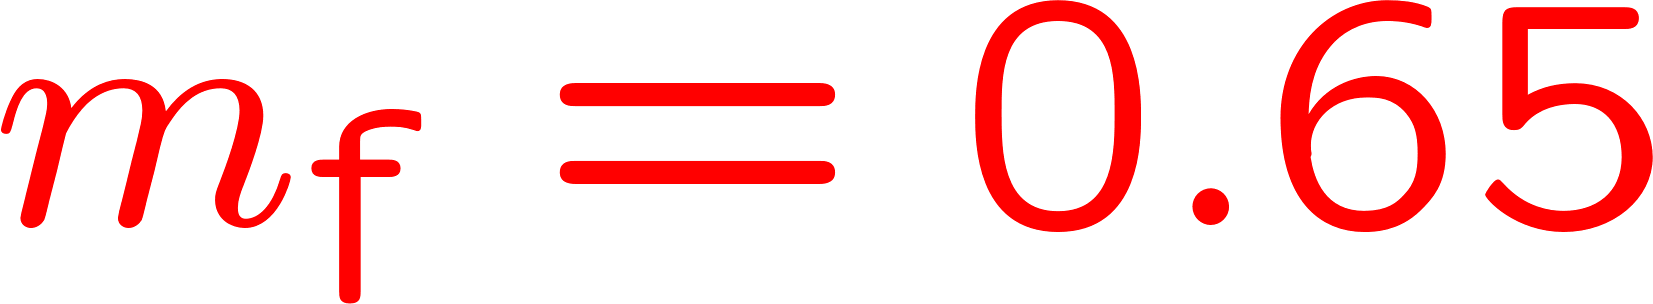 m_f = 0.65